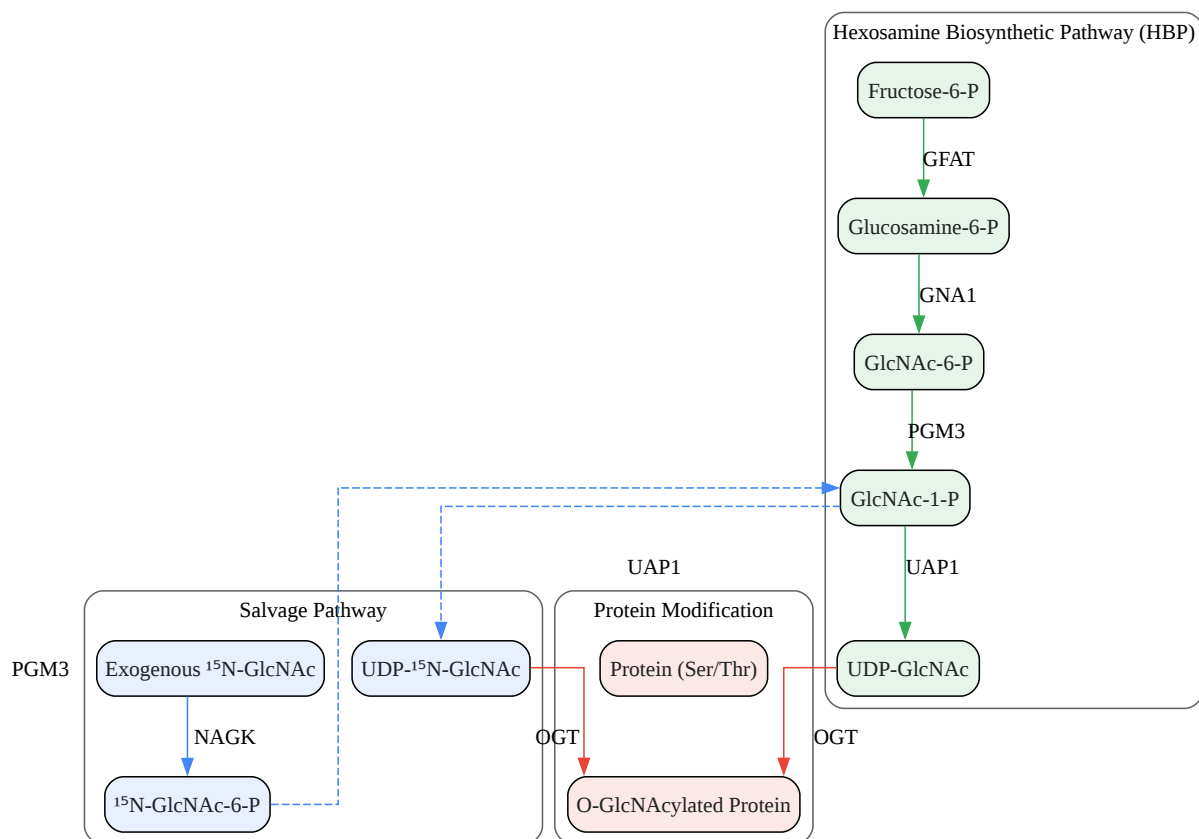 Hexosamine Biosynthetic Pathway (HBP)
Fructose-6-P
GFAT
Glucosamine-6-P
GNA1
GlcNAc-6-P
PGM3
GlcNAc-1-P
UAP1
UAP1
Salvage Pathway
Protein Modification
PGM3
Exogenous ¹⁵N-GlcNAc
UDP-¹⁵N-GlcNAc
Protein (Ser/Thr)
UDP-GlcNAc
NAGK
OGT
OGT
¹⁵N-GlcNAc-6-P
O-GlcNAcylated Protein